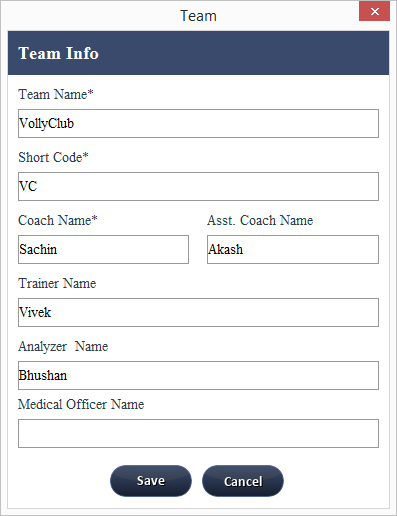 Team
Team Info
Team Name*
VollyClub
Short Code*
VC
Coach Name* Asst. Coach Name
Sachin Akash
Trainer Name
Vivek
Analyzer  Name
Bhushan
Medical Officer Name
Save Cancel